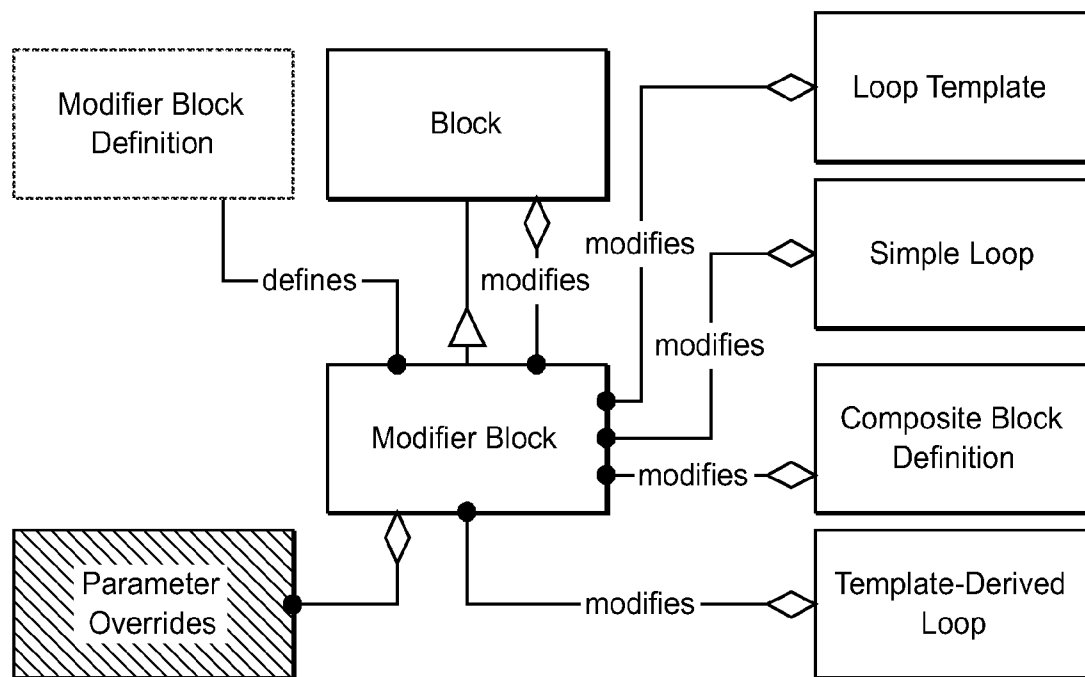 Modifier Block
Definition
Block
Loop Template
modifies
Simple Loop
defines
modifies
modifies
Modifier Block
Composite Block
Definition
modifies
Parameter
Overrides
modifies
Template-Derived
Loop